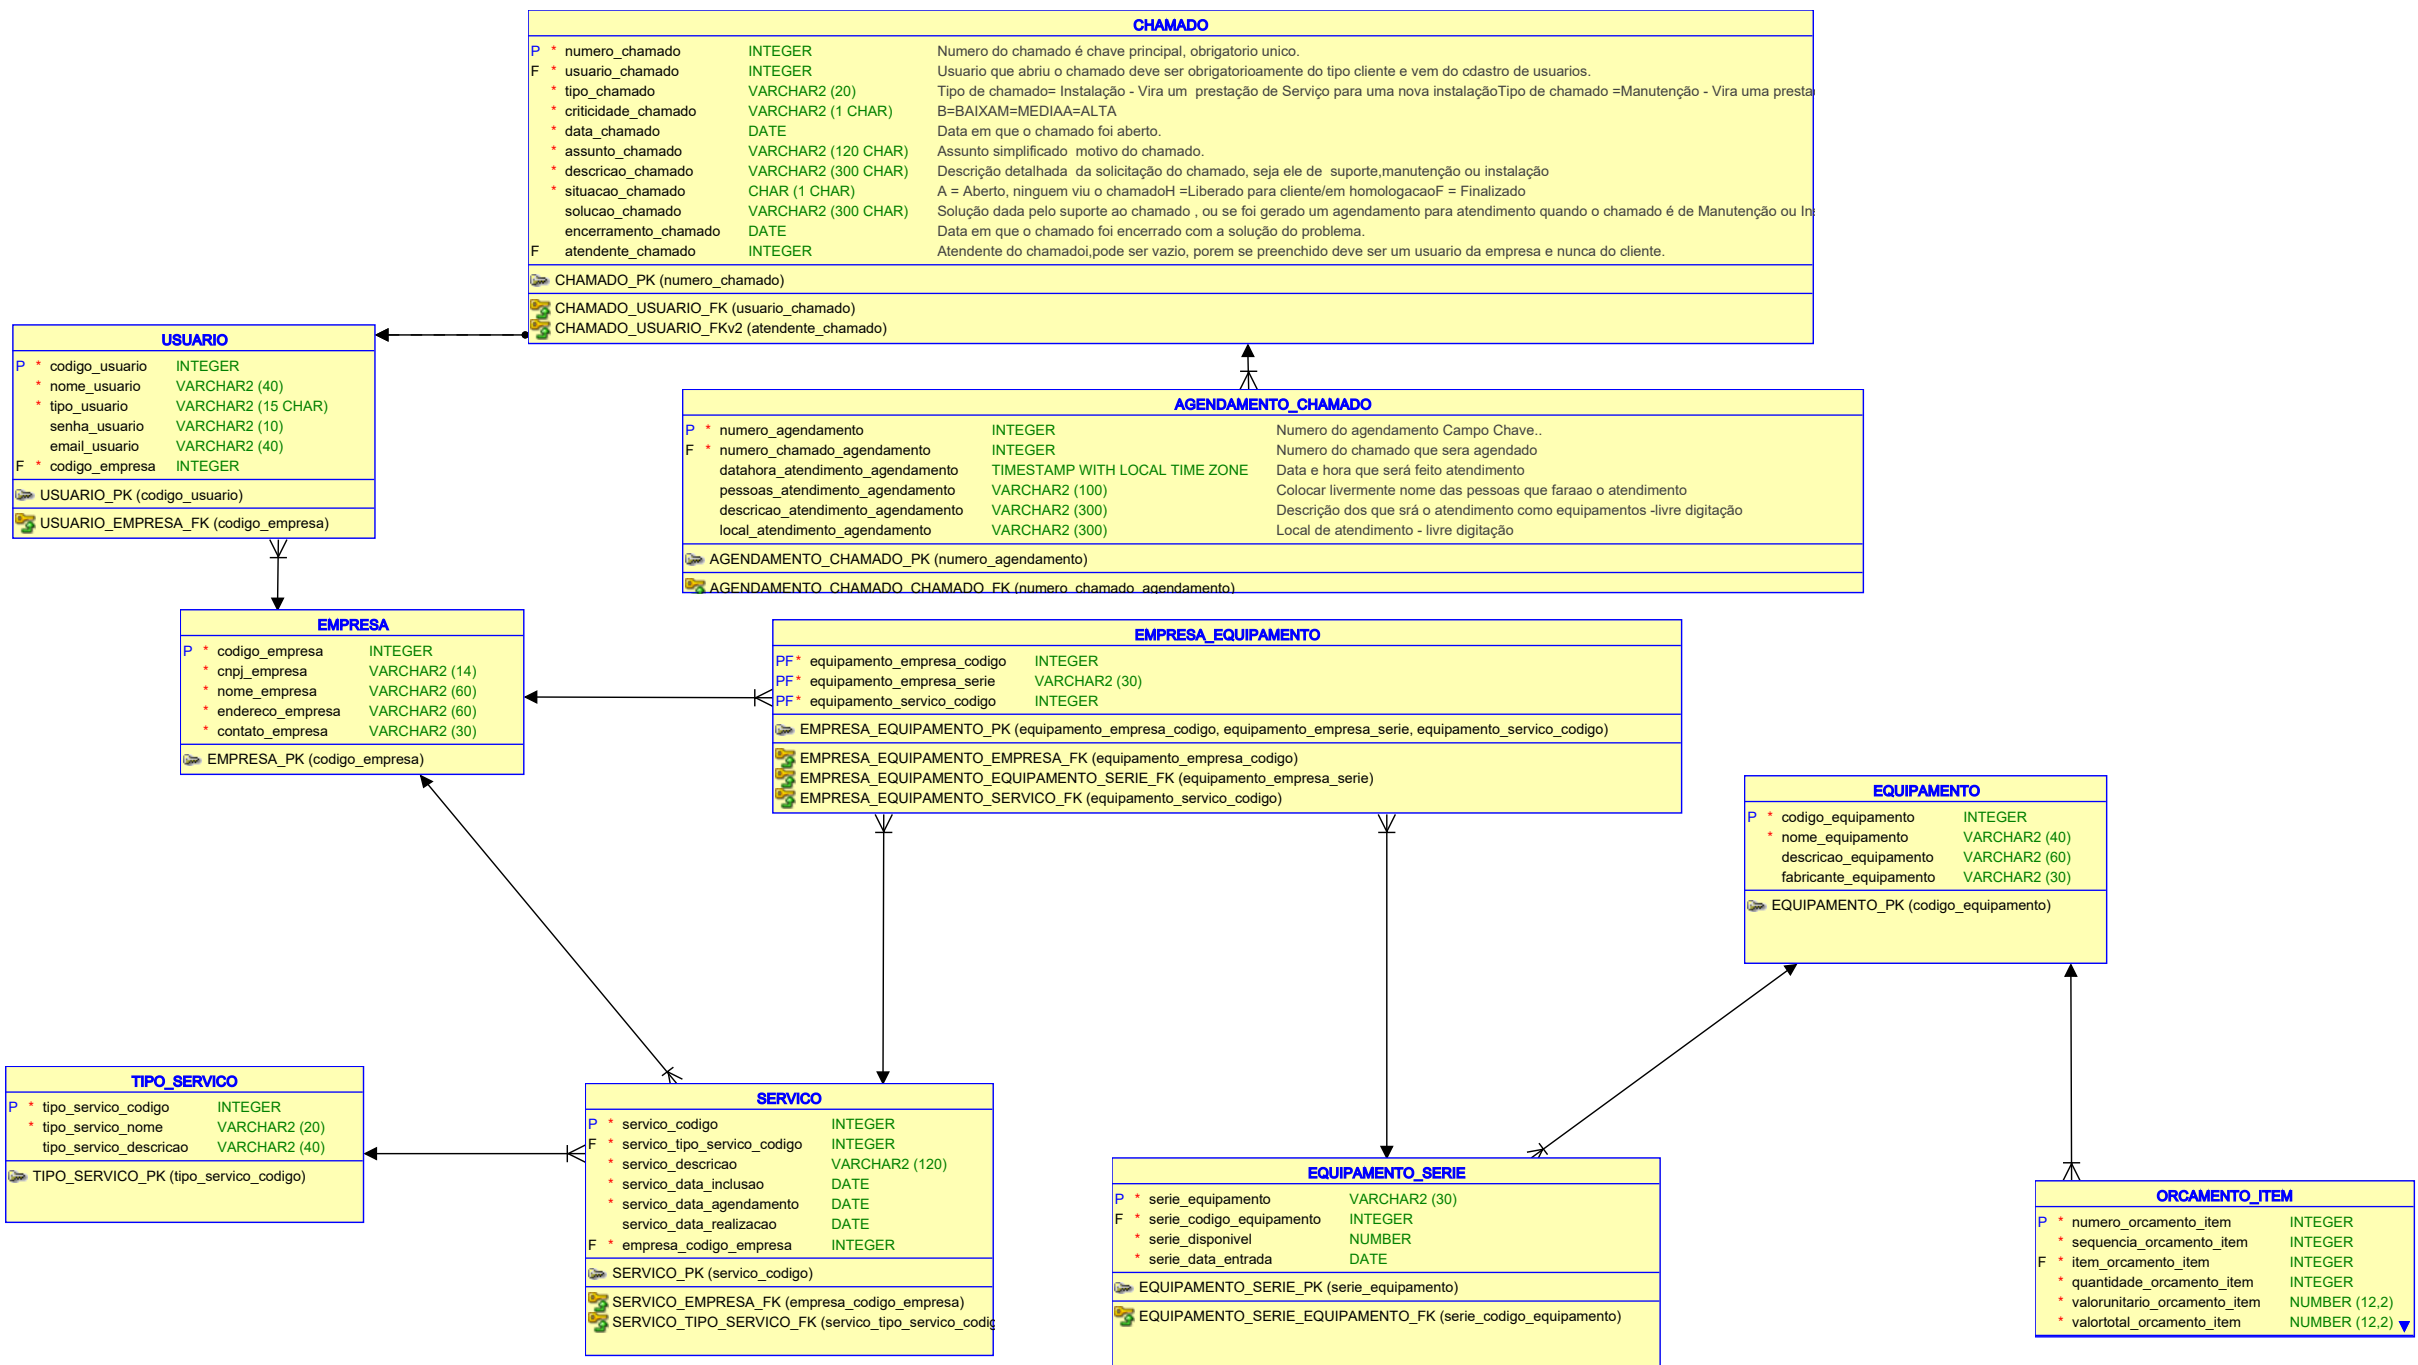 CHAMADO
P * numero_chamado INTEGER Numero do chamado é chave principal, obrigatorio unico.
F * usuario_chamado INTEGER Usuario que abriu o chamado deve ser obrigatorioamente do tipo cliente e vem do cdastro de usuarios.
* tipo_chamado VARCHAR2 (20) Tipo de chamado= Instalação - Vira um prestação de Serviço para uma nova instalaçãoTipo de chamado =Manutenção - Vira uma presta
* criticidade_chamado VARCHAR2 (1 CHAR) B=BAIXAM=MEDIAA=ALTA
* data_chamado DATE Data em que o chamado foi aberto.
* assunto_chamado VARCHAR2 (120 CHAR) Assunto simplificado motivo do chamado.
* descricao_chamado VARCHAR2 (300 CHAR) Descrição detalhada da solicitação do chamado, seja ele de suporte,manutenção ou instalação
* situacao_chamado CHAR (1 CHAR) A = Aberto, ninguem viu o chamadoH =Liberado para cliente/em homologacaoF = Finalizado
solucao_chamado VARCHAR2 (300 CHAR) Solução dada pelo suporte ao chamado , ou se foi gerado um agendamento para atendimento quando o chamado é de Manutenção ou In
encerramento_chamado DATE Data em que o chamado foi encerrado com a solução do problema.
F atendente_chamado INTEGER Atendente do chamadoi,pode ser vazio, porem se preenchido deve ser um usuario da empresa e nunca do cliente.
CHAMADO_PK (numero_chamado)
CHAMADO_USUARIO_FK (usuario_chamado)
CHAMADO_USUARIO_FKv2 (atendente_chamado)
USUARIO
P * codigo_usuario INTEGER
* nome_usuario VARCHAR2 (40)
* tipo_usuario VARCHAR2 (15 CHAR)
senha_usuario VARCHAR2 (10)
email_usuario VARCHAR2 (40)
F * codigo_empresa INTEGER
USUARIO_PK (codigo_usuario)
USUARIO_EMPRESA_FK (codigo_empresa)
AGENDAMENTO_CHAMADO
P * numero_agendamento INTEGER Numero do agendamento Campo Chave..
F * numero_chamado_agendamento INTEGER Numero do chamado que sera agendado
datahora_atendimento_agendamento TIMESTAMP WITH LOCAL TIME ZONE Data e hora que será feito atendimento
pessoas_atendimento_agendamento VARCHAR2 (100) Colocar livermente nome das pessoas que faraao o atendimento
descricao_atendimento_agendamento VARCHAR2 (300) Descrição dos que srá o atendimento como equipamentos -livre digitação
local_atendimento_agendamento VARCHAR2 (300) Local de atendimento - livre digitação
AGENDAMENTO_CHAMADO_PK (numero_agendamento)
AGENDAMENTO_CHAMADO_CHAMADO_FK (numero_chamado_agendamento)
EMPRESA
P * codigo_empresa INTEGER
* cnpj_empresa VARCHAR2 (14)
* nome_empresa VARCHAR2 (60)
* endereco_empresa VARCHAR2 (60)
* contato_empresa VARCHAR2 (30)
EMPRESA_PK (codigo_empresa)
EMPRESA_EQUIPAMENTO
PF * equipamento_empresa_codigo INTEGER
PF * equipamento_empresa_serie VARCHAR2 (30)
PF * equipamento_servico_codigo INTEGER
EMPRESA_EQUIPAMENTO_PK (equipamento_empresa_codigo, equipamento_empresa_serie, equipamento_servico_codigo)
EMPRESA_EQUIPAMENTO_EMPRESA_FK (equipamento_empresa_codigo)
EMPRESA_EQUIPAMENTO_EQUIPAMENTO_SERIE_FK (equipamento_empresa_serie)
EMPRESA_EQUIPAMENTO_SERVICO_FK (equipamento_servico_codigo)
EQUIPAMENTO
P * codigo_equipamento INTEGER
* nome_equipamento VARCHAR2 (40)
descricao_equipamento VARCHAR2 (60)
fabricante_equipamento VARCHAR2 (30)
EQUIPAMENTO_PK (codigo_equipamento)
TIPO_SERVICO
P * tipo_servico_codigo INTEGER
* tipo_servico_nome VARCHAR2 (20)
tipo_servico_descricao VARCHAR2 (40)
TIPO_SERVICO_PK (tipo_servico_codigo)
SERVICO
P * servico_codigo INTEGER
F * servico_tipo_servico_codigo INTEGER
* servico_descricao VARCHAR2 (120)
* servico_data_inclusao DATE
* servico_data_agendamento DATE
servico_data_realizacao DATE
F * empresa_codigo_empresa INTEGER
SERVICO_PK (servico_codigo)
SERVICO_EMPRESA_FK (empresa_codigo_empresa)
SERVICO_TIPO_SERVICO_FK (servico_tipo_servico_codig
EQUIPAMENTO_SERIE
P * serie_equipamento VARCHAR2 (30)
F * serie_codigo_equipamento INTEGER
* serie_disponivel NUMBER
* serie_data_entrada DATE
EQUIPAMENTO_SERIE_PK (serie_equipamento)
EQUIPAMENTO_SERIE_EQUIPAMENTO_FK (serie_codigo_equipamento)
ORCAMENTO_ITEM
P * numero_orcamento_item INTEGER
* sequencia_orcamento_item INTEGER
F * item_orcamento_item INTEGER
* quantidade_orcamento_item INTEGER
* valorunitario_orcamento_item NUMBER (12,2)
* valortotal_orcamento_item NUMBER (12,2)